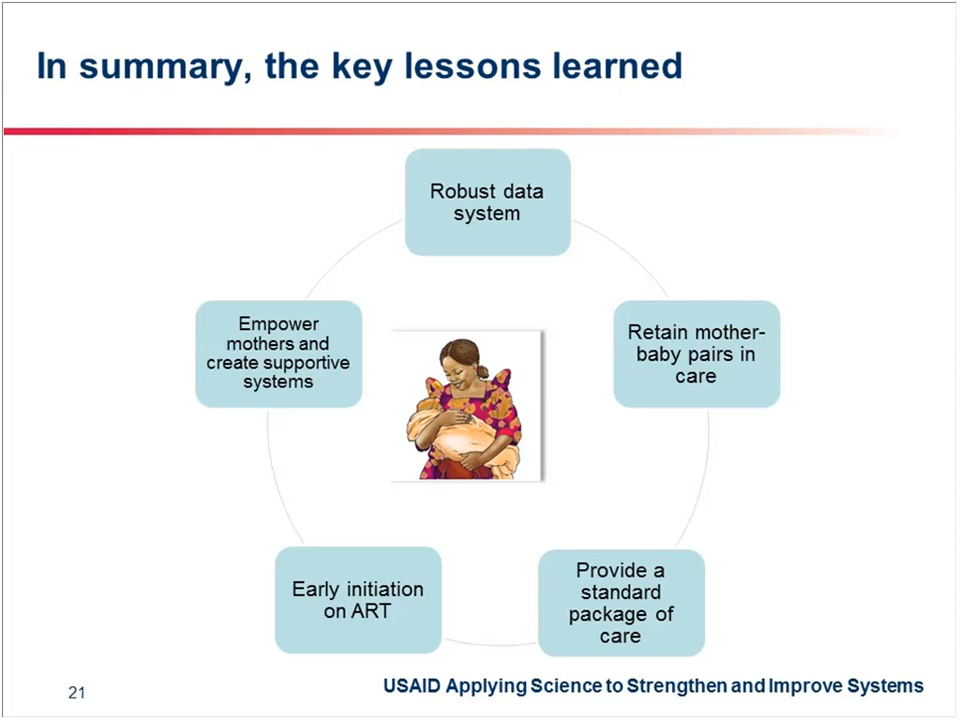 In summary, the key lessons learned
Robust data
system
Retain mother-
baby pairs in
care
Provide a
standard
package of
care
Early initiation
on ART
Empower
mothers and
create supportive
systems
21
USAID Applying Science to Strengthen and Improve Systems